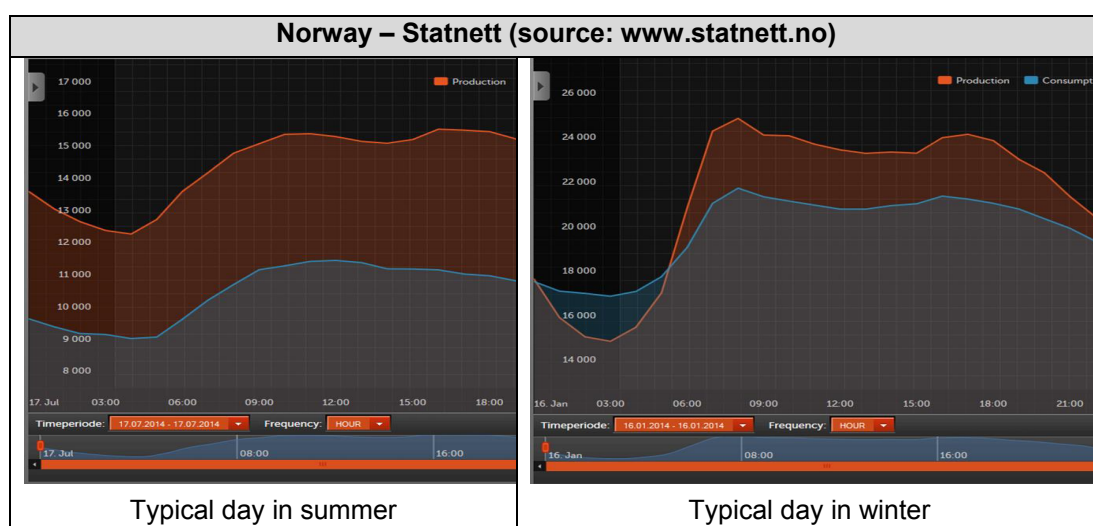 Norway – Statnett (source: www.statnett.no)
Production
17 000
16 000
15 000
14 000
13 000
12 000
11 000
10 000
9 000
8 000
17. Jul 03:00 06:00 09:00 12:00 15:00 18:00
Timeperiode: 17.07.2014 - 17.07.2014 Frequency: HOUR
17. Jul 08:00 16:00
Typical day in summer
Production Consumpt
26 000
24 000
22 000
20 000
18 000
16 000
14 000
16. Jan 03:00 06:00 09:00 12:00 15:00 18:00 21:00
Timeperiode: 16.01.2014 - 16.01.2014 Frequency: HOUR
16. Jan 08:00 16:00
Typical day in winter